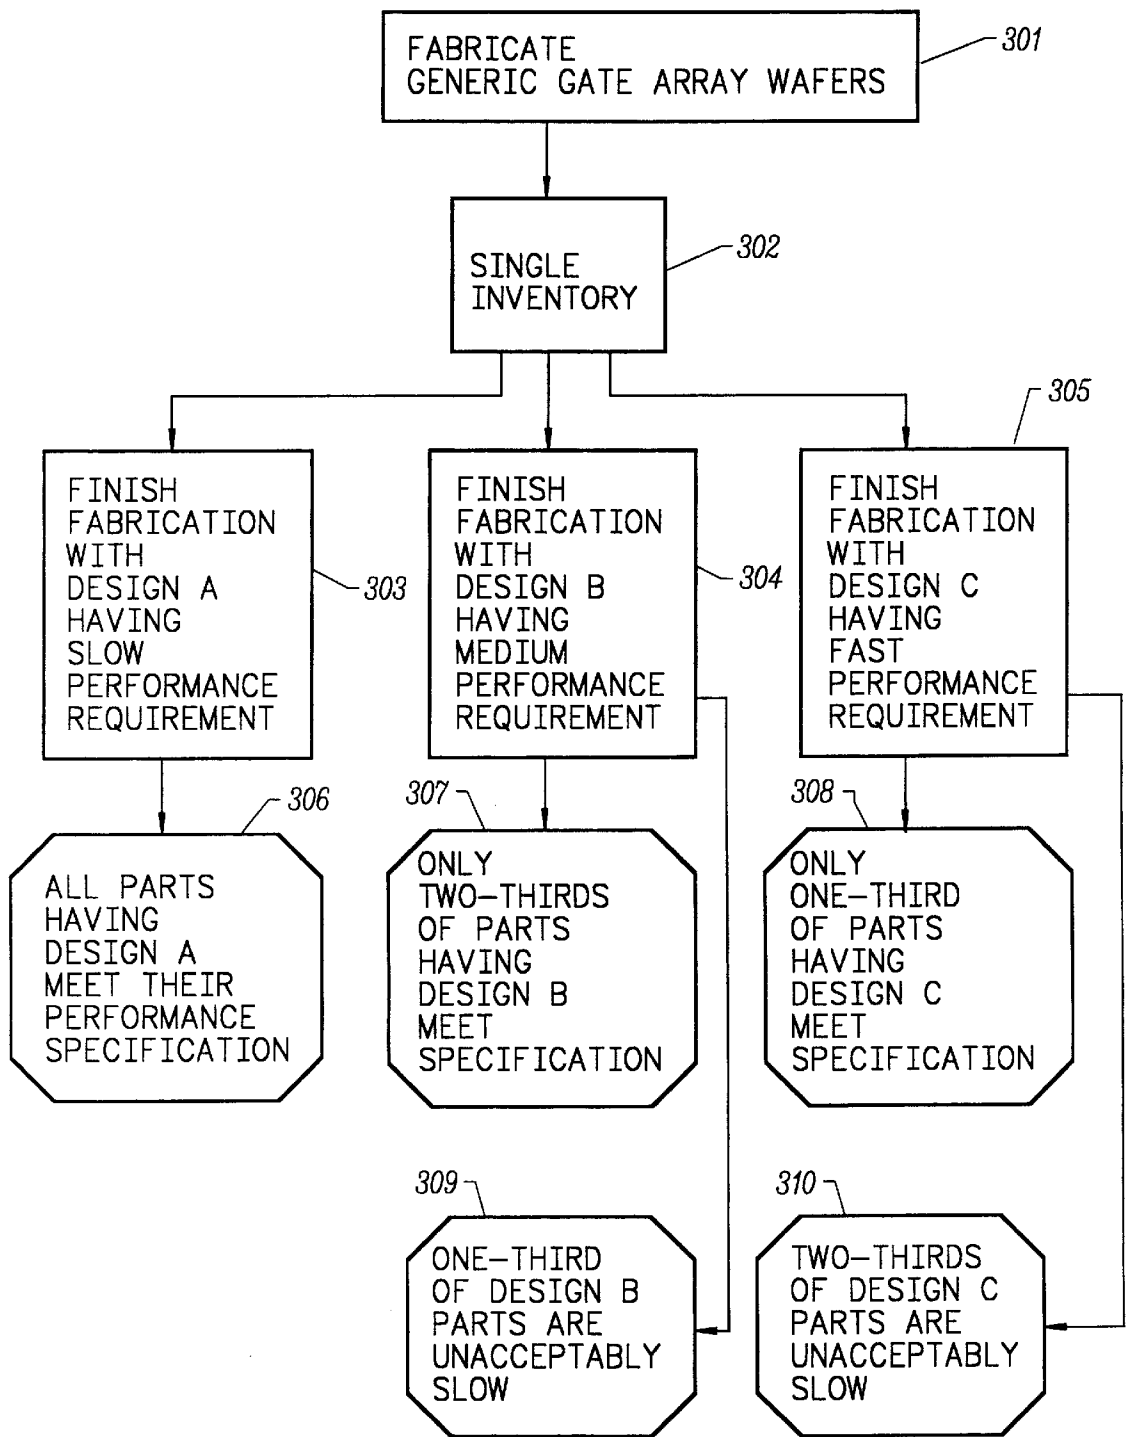 FABRICATE
GENERIC GATE ARRAY WAFERS
301
SINGLE
INVENTORY
302
FINISH
FABRICATION
WITH
DESIGN A
HAVING
SLOW
PERFORMANCE
REQUIREMENT
303
FINISH
FABRICATION
WITH
DESIGN B
HAVING
MEDIUM
PERFORMANCE
REQUIREMENT
304
305
FINISH
FABRICATION
WITH
DESIGN C
HAVING
FAST
PERFORMANCE
REQUIREMENT
306
ALL PARTS
HAVING
DESIGN A
MEET THEIR
PERFORMANCE
SPECIFICATION
307
ONLY
TWO-THIRDS
OF PARTS
HAVING
DESIGN B
MEET
SPECIFICATION
308
ONLY
ONE-THIRD
OF PARTS
HAVING
DESIGN C
MEET
SPECIFICATION
309
ONE-THIRD
OF DESIGN B
PARTS ARE
UNACCEPTABLY
SLOW
310
TWO-THIRDS
OF DESIGN C
PARTS ARE
UNACCEPTABLY
SLOW